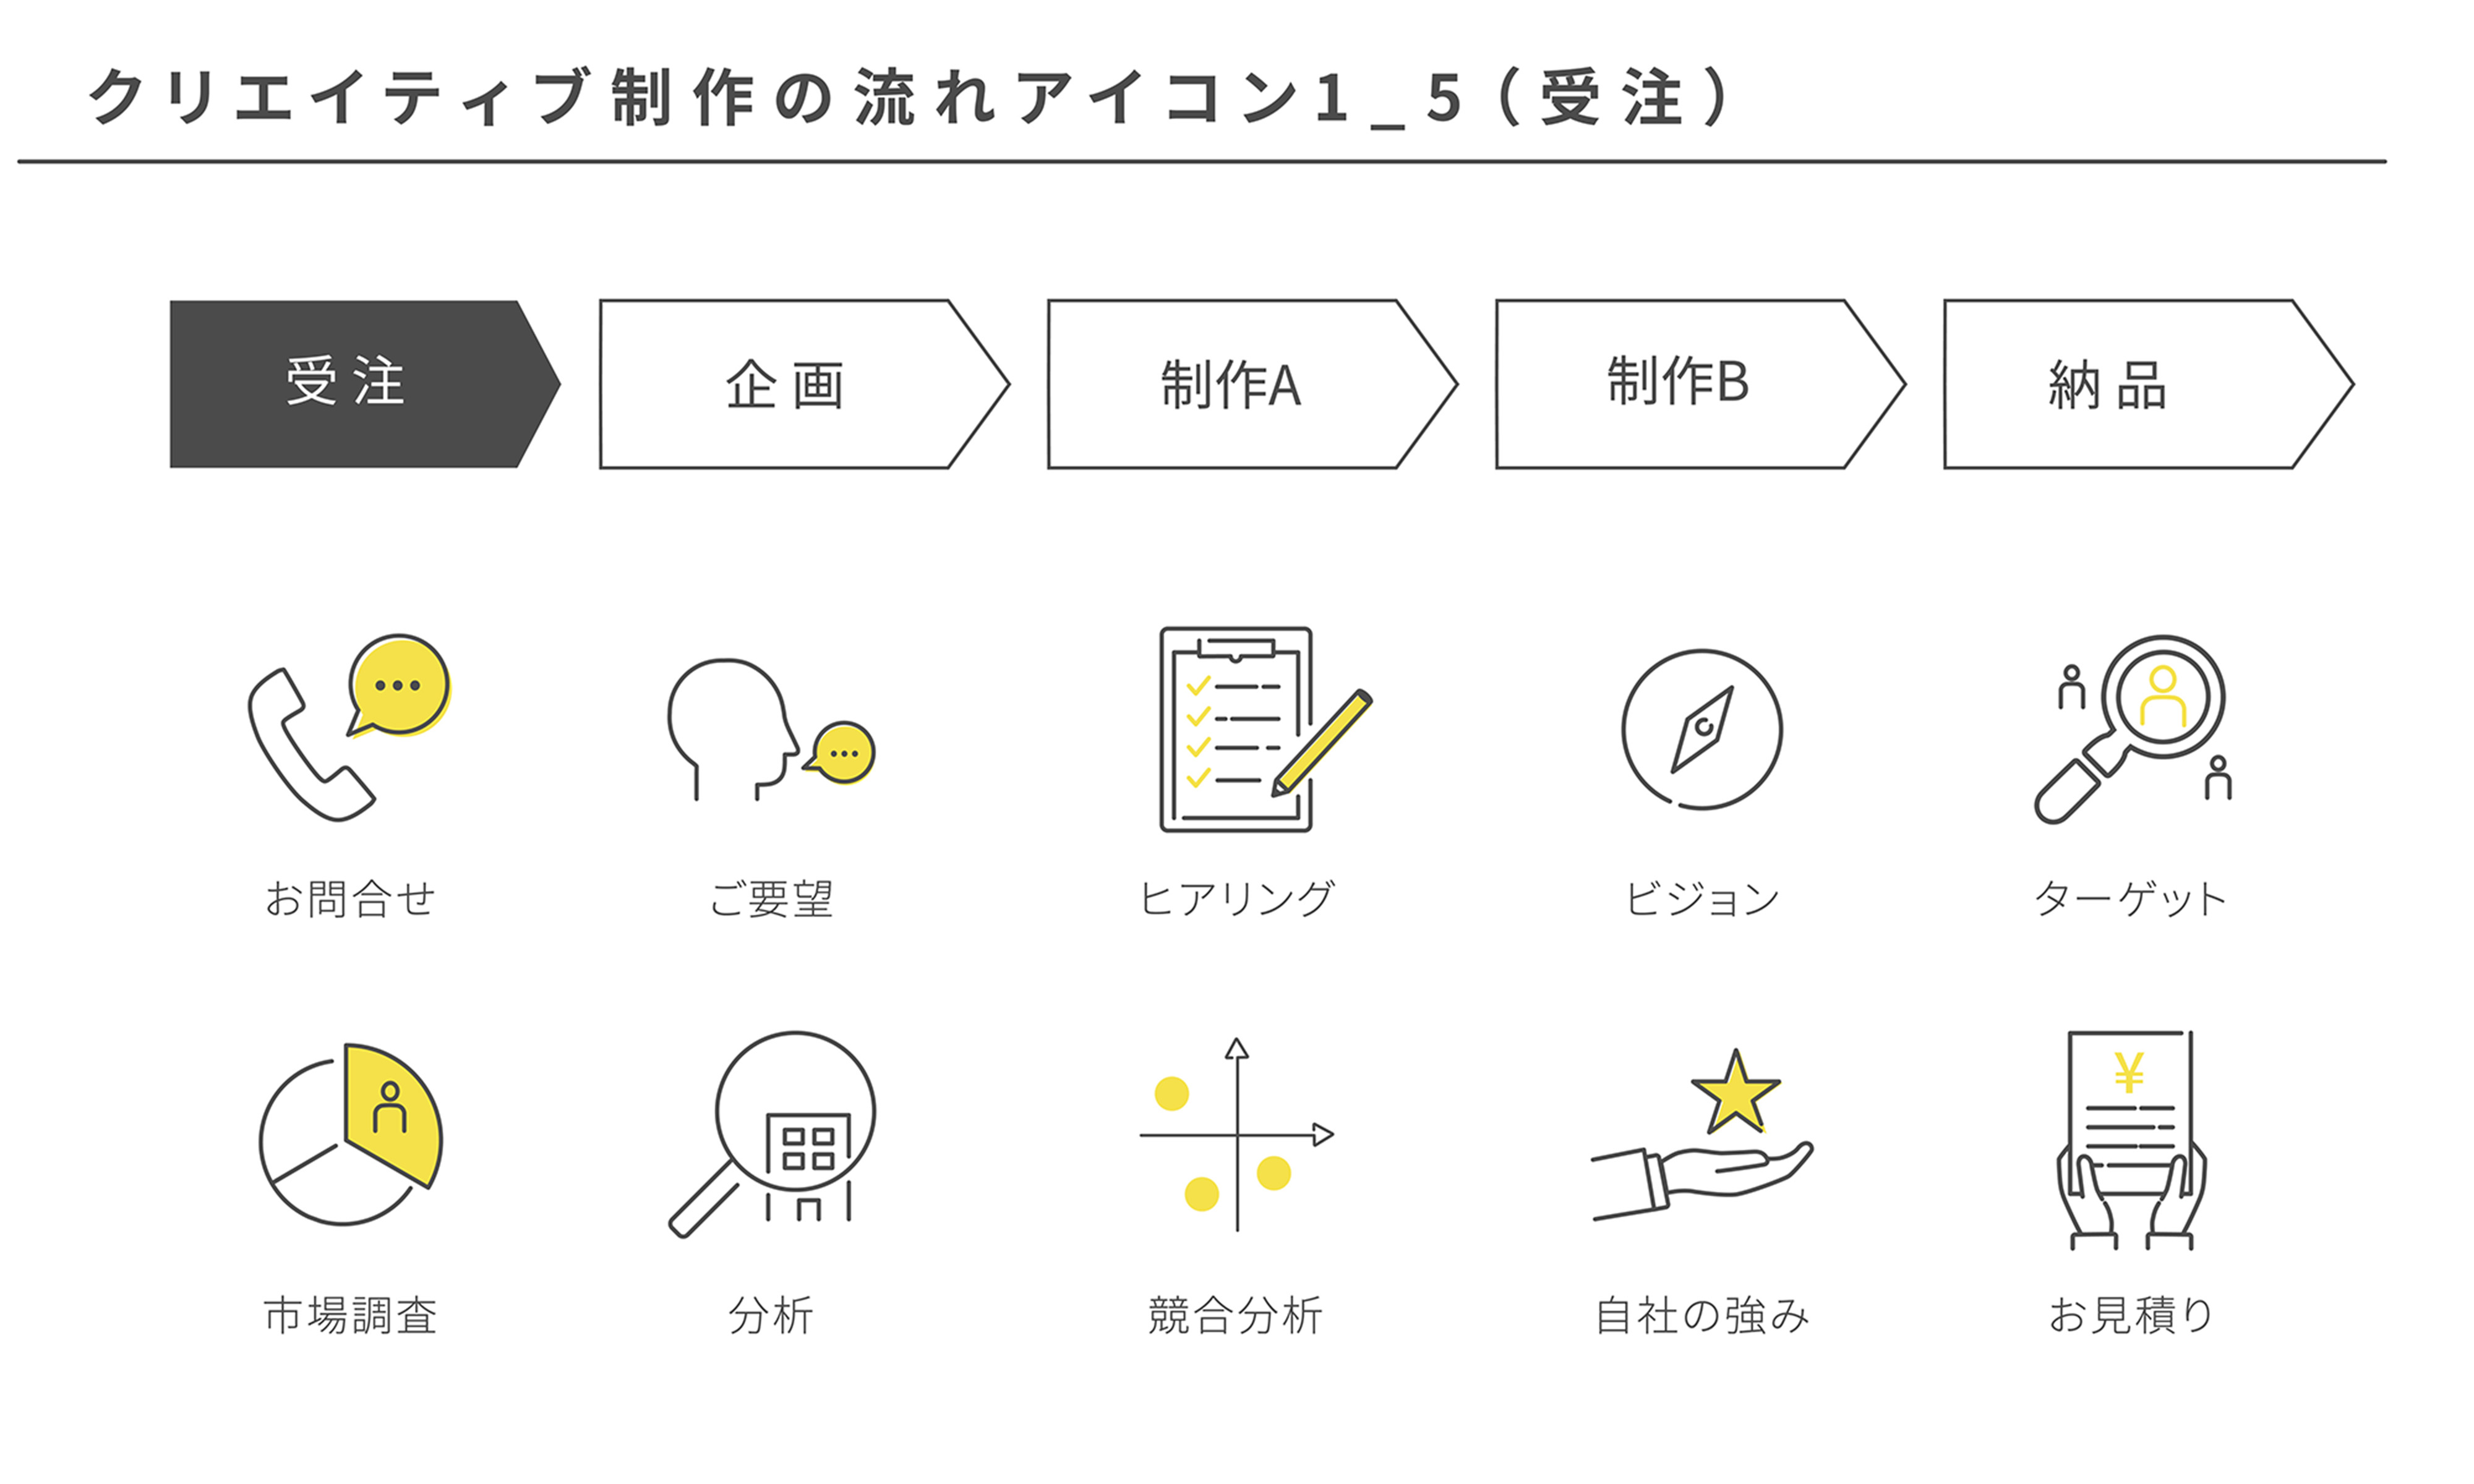 クリエイティブ制作の流れアイコン1_5(受注)
受注
企画
制作A
制作B
納品
お問合せ
ご要望
ヒアリング
ビジョン
ターゲット
¥
市場調査
分析
競合分析
自社の強み
お見積り